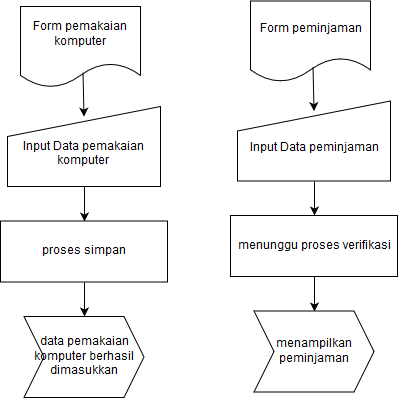 Form pemakaian
komputer
Input Data pemakaian
komputer
proses simpan
data pemakaian
komputer berhasil
dimasukkan
Form peminjaman
Input Data peminjaman
menunggu proses verifikasi
menampilkan
peminjaman